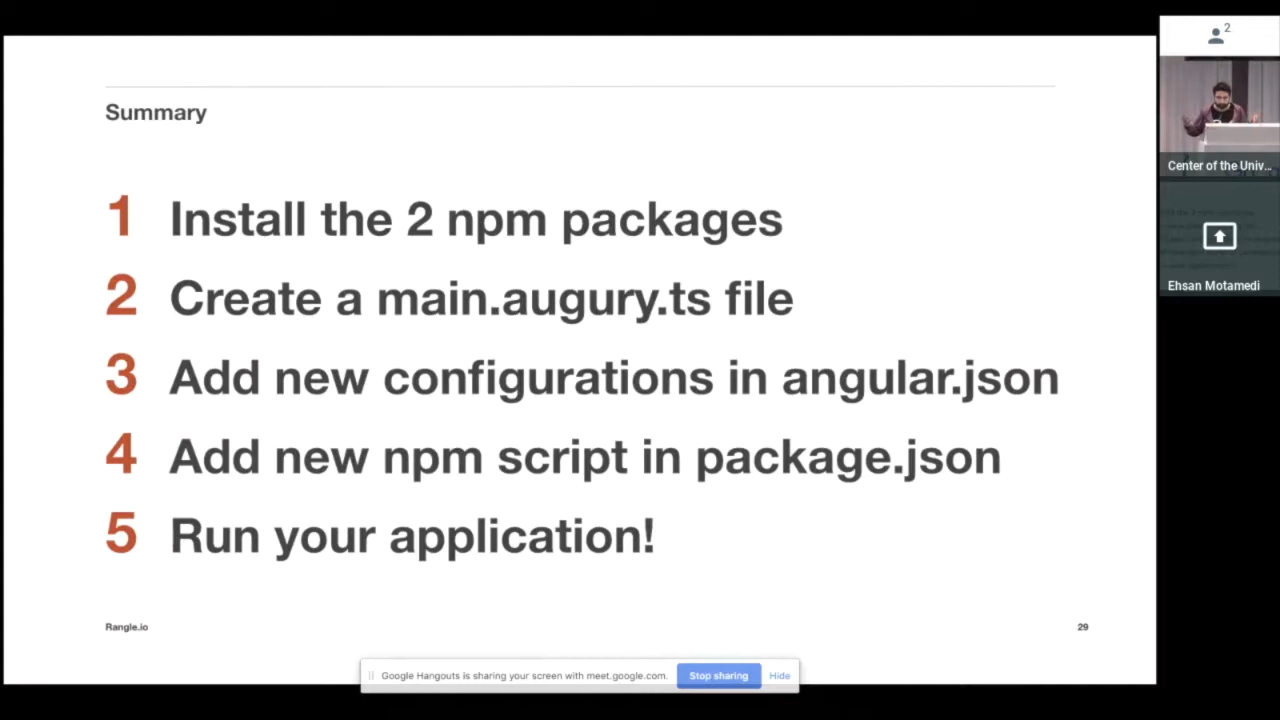 Summary
1 Install the 2 npm packages
2 Create a main.augury.ts file
3 Add new configurations in angular.json
4 Add new npm script in package.json
5 Run your application!
Rangle.io
29
Google Hangouts is sharing your screen with meet.google.com.
Stop sharing
Hide
2
Center of the Univ...
Ehsan Motamedi